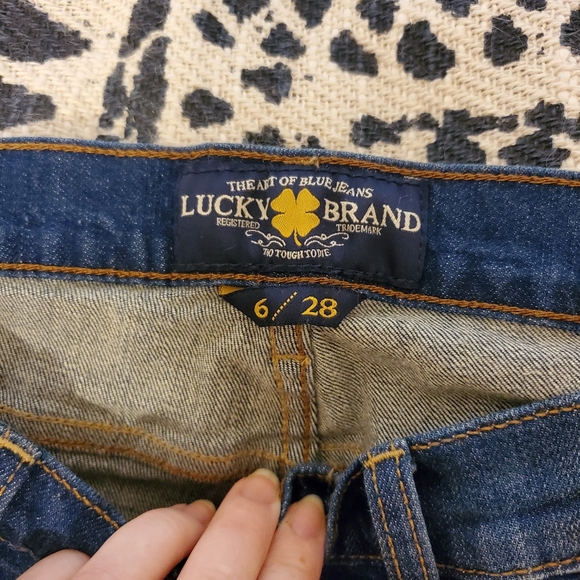 THE ART OF BLUE JEANS
LUCKY BRAND
REGISTERED TRADEMARK
TOO TOUGH TO DIE
6 / 28